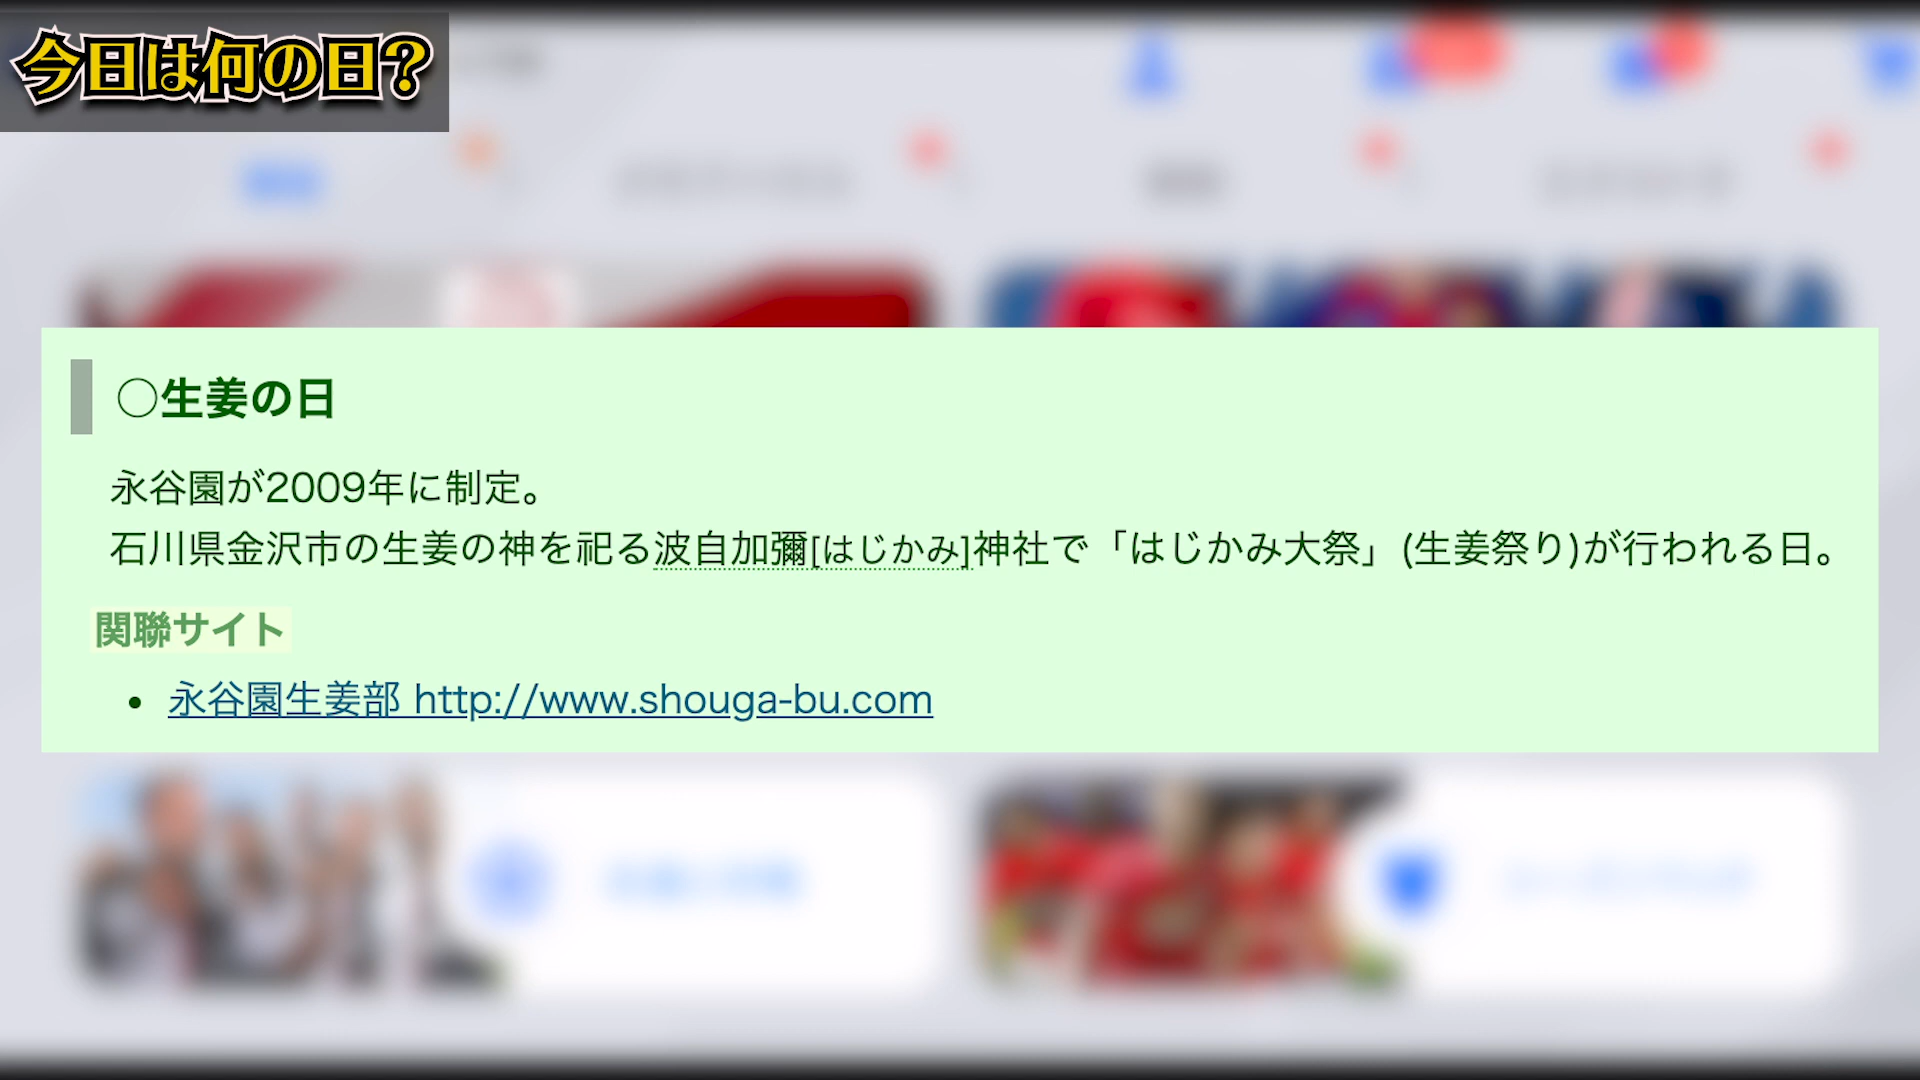 今日は何の日?
○生姜の日
永谷園が2009年に制定。
石川県金沢市の生姜の神を祀る波自加彌[はじかみ]神社で「はじかみ大祭」(生姜祭り)が行われる日。
関聯サイト
• 永谷園生姜部 http://www.shouga-bu.com